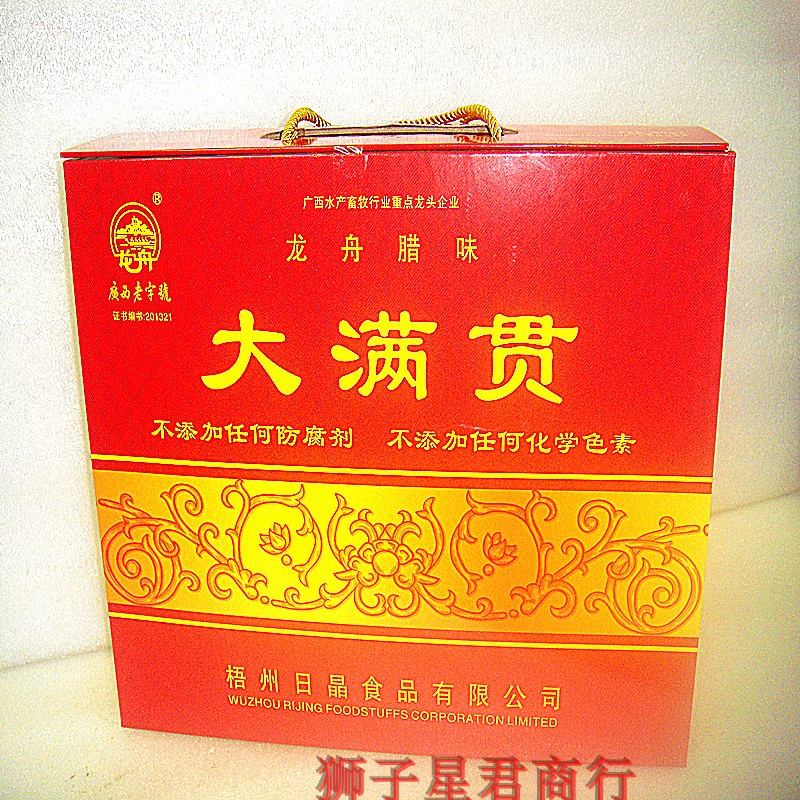 广西水产畜牧行业重点龙头企业
®
龙舟
廣西老字號
证书编书:201321
龙舟腊味
大满贯
不添加任何防腐剂 不添加任何化学色素
梧州日晶食品有限公司
WUZHOU RIJING FOODSTUFFS CORPORATION LIMITED
狮子星君商行